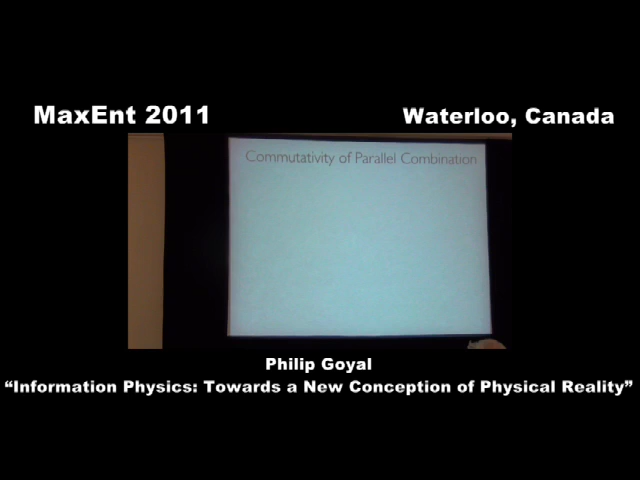 MaxEnt 2011
Waterloo, Canada
Commutativity of Parallel Combination
Philip Goyal
“Information Physics: Towards a New Conception of Physical Reality”